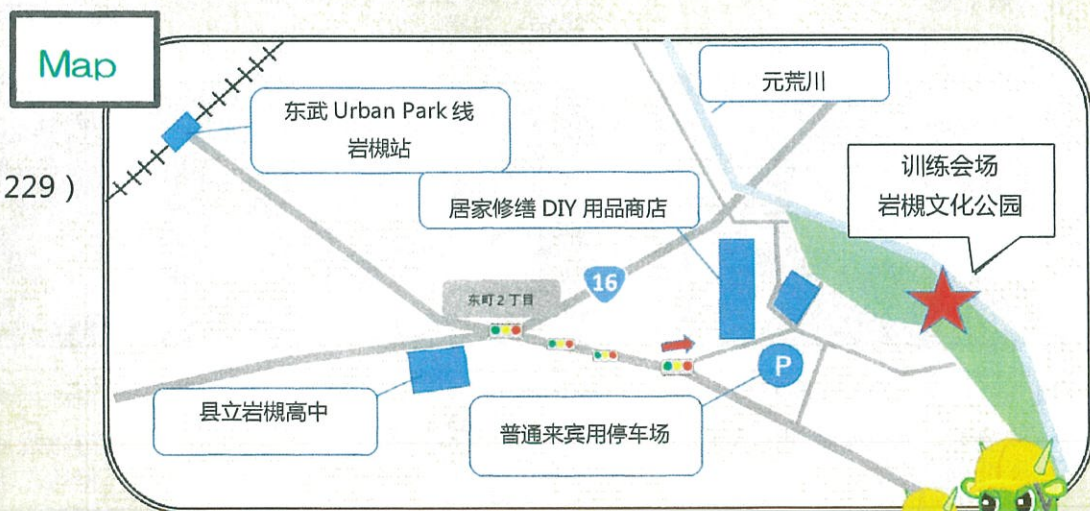 Map
229）
东武 Urban Park 线
岩槻站
元荒川
训练会场
岩槻文化公园
居家修缮 DIY 用品商店
16
东町 2 丁目
P
县立岩槻高中
普通来宾用停车场